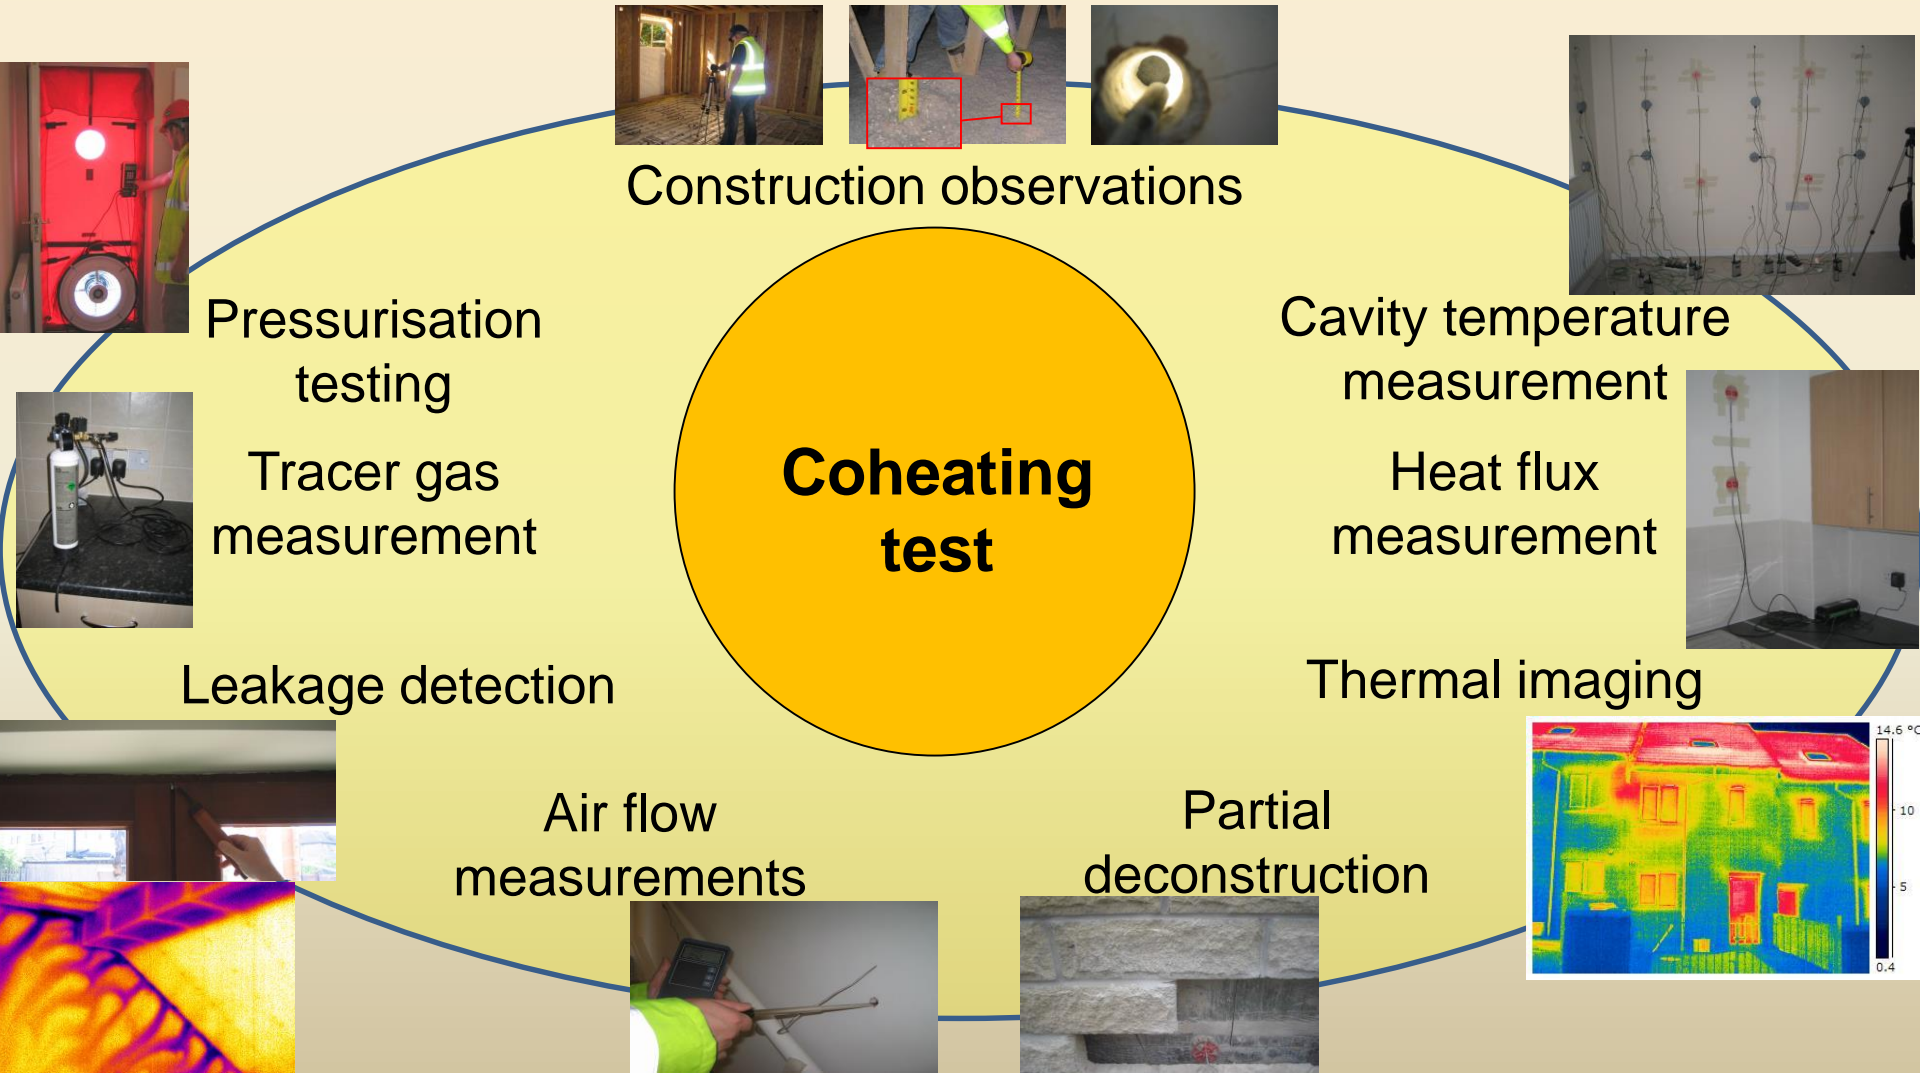 Construction observations
Pressurisation
testing
Cavity temperature
measurement
Tracer gas
measurement
Coheating
test
Heat flux
measurement
Leakage detection
Thermal imaging
14.6 °C
10
5
0.4
Air flow
measurements
Partial
deconstruction